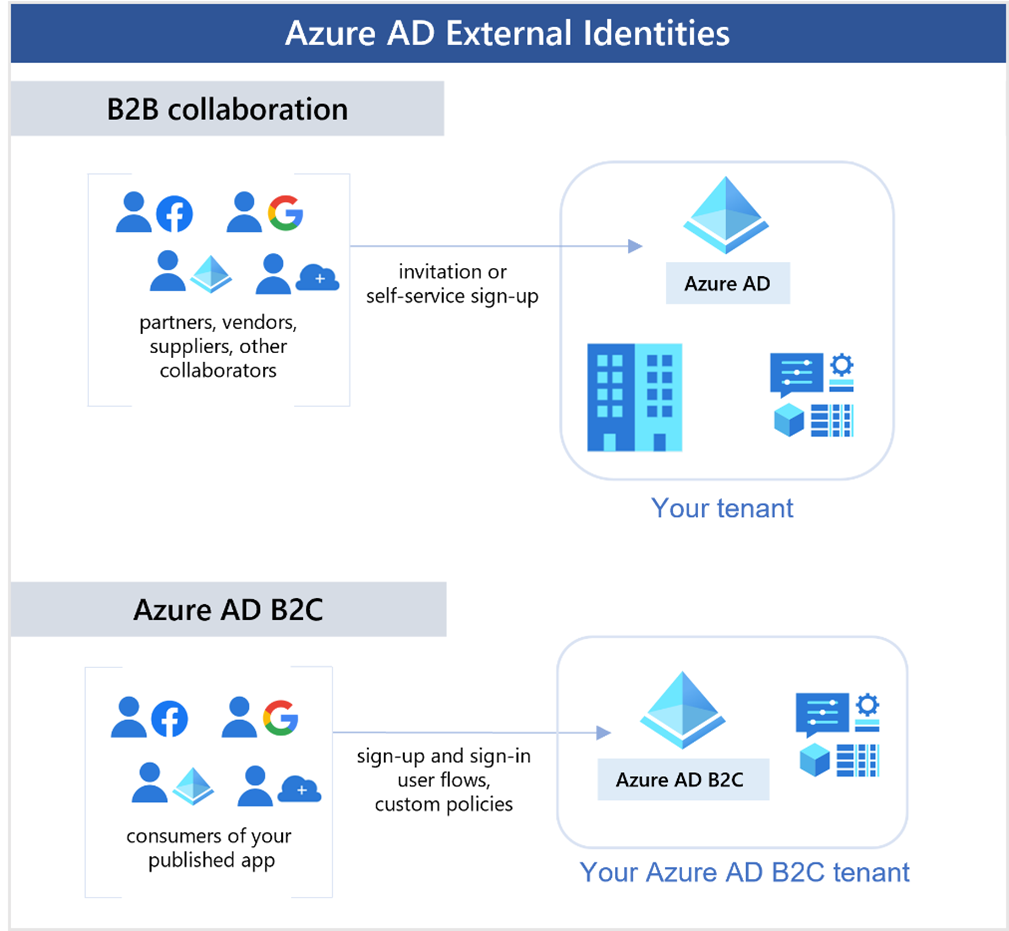 Azure AD External Identities
B2B collaboration
partners, vendors,
suppliers, other
collaborators
invitation or
self-service sign-up
Azure AD
Your tenant
Azure AD B2C
consumers of your
published app
sign-up and sign-in
user flows,
custom policies
Azure AD B2C
Your Azure AD B2C tenant